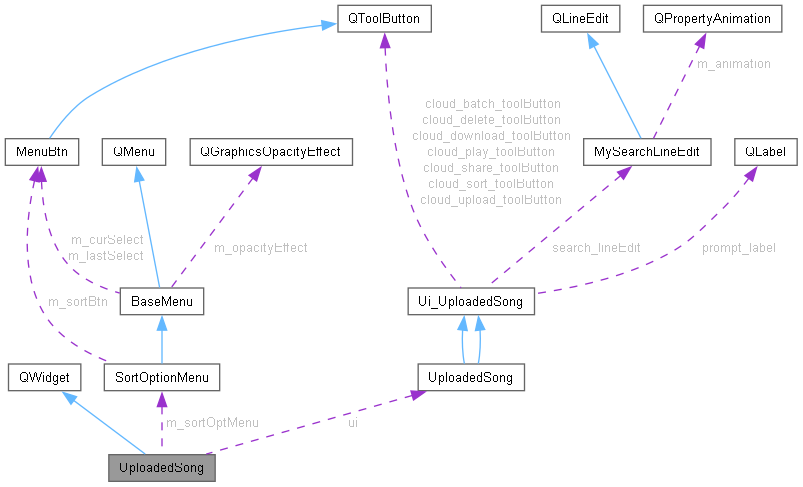 QToolButton
QLineEdit
QPropertyAnimation
m_animation
cloud_batch_toolButton
cloud_delete_toolButton
cloud_download_toolButton
cloud_play_toolButton
cloud_share_toolButton
cloud_sort_toolButton
cloud_upload_toolButton
MenuBtn
QMenu
QGraphicsOpacityEffect
MySearchLineEdit
QLabel
m_curSelect
m_lastSelect
m_opacityEffect
search_lineEdit
prompt_label
m_sortBtn
BaseMenu
Ui_UploadedSong
QWidget
SortOptionMenu
UploadedSong
m_sortOptMenu
ui
UploadedSong